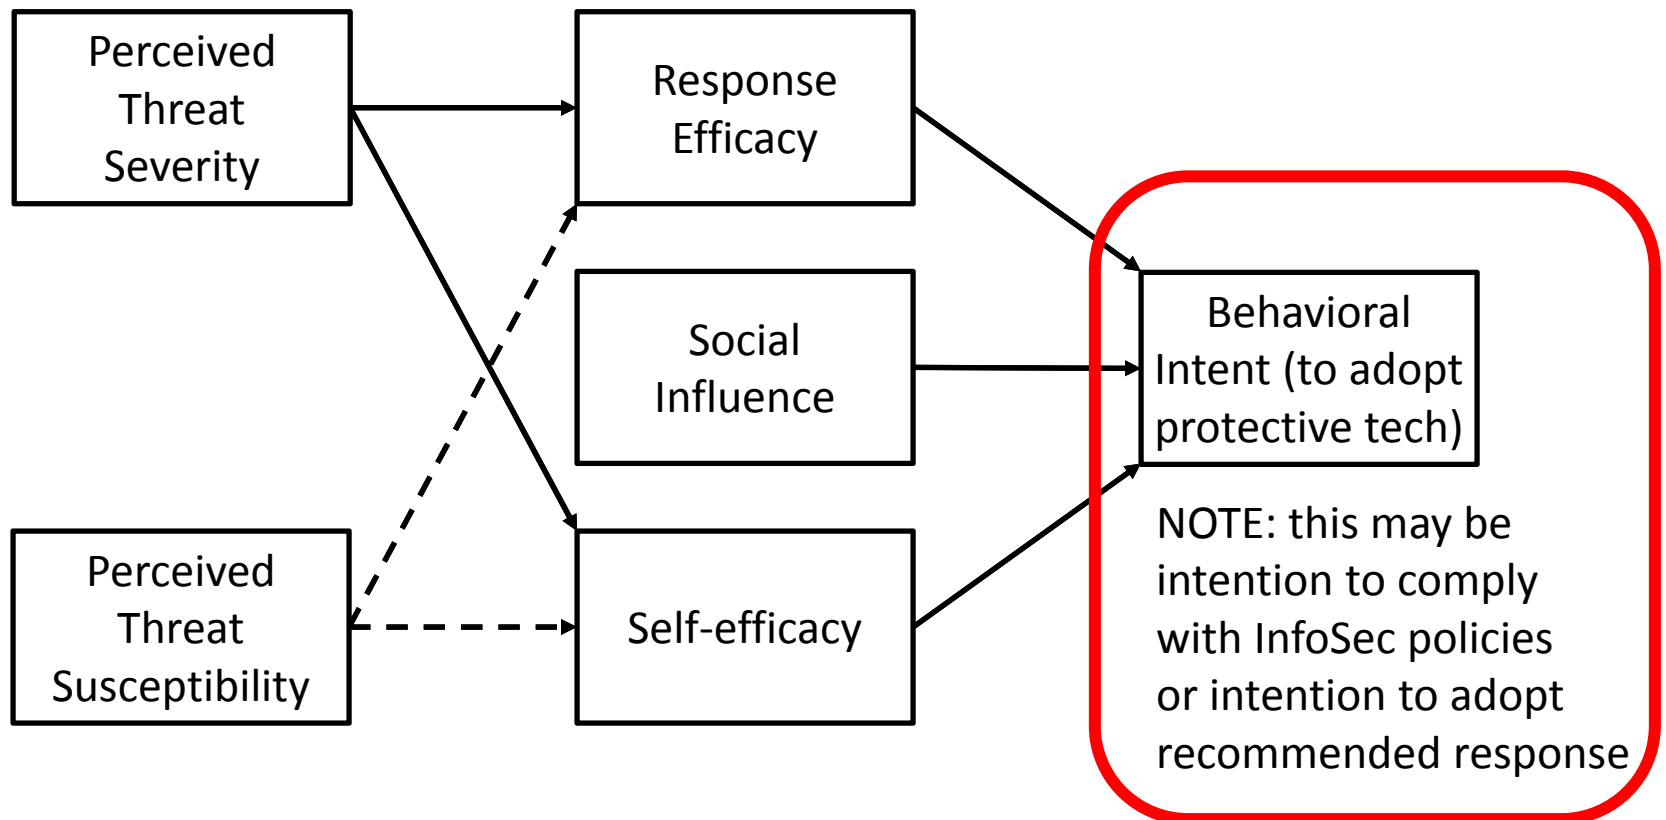 Perceived
Threat
Severity
Response
Efficacy
Social
Influence
Behavioral
Intent (to adopt
protective tech)
Perceived
Threat
Susceptibility
Self-efficacy
NOTE: this may be
intention to comply
with InfoSec policies
or intention to adopt
recommended response